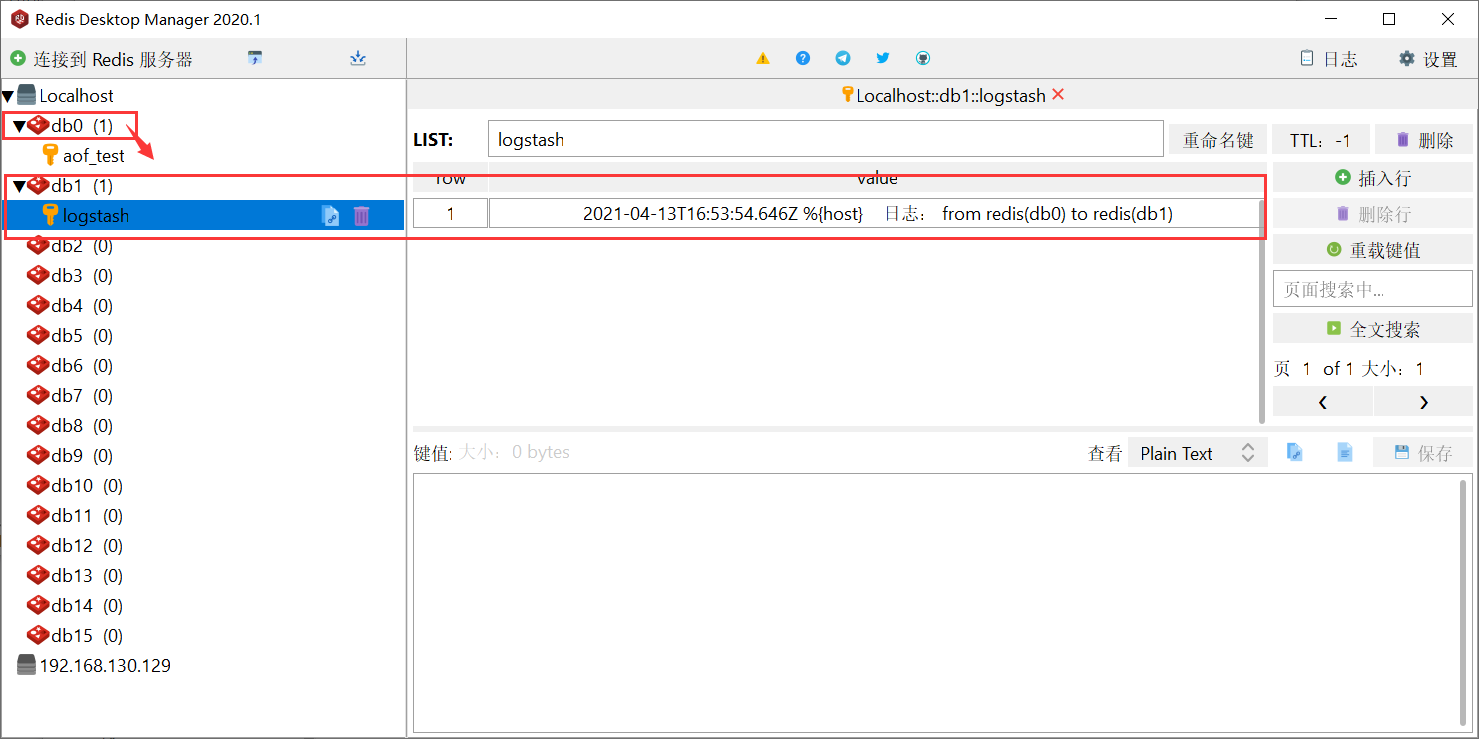 Redis Desktop Manager 2020.1
连接到 Redis 服务器
日志 设置
Localhost
db0 (1)
aof_test
db1 (1)
logstash
db2 (0)
db3 (0)
db4 (0)
db5 (0)
db6 (0)
db7 (0)
db8 (0)
db9 (0)
db10 (0)
db11 (0)
db12 (0)
db13 (0)
db14 (0)
db15 (0)
192.168.130.129
Localhost::db1::logstash
LIST: logstash 重命名键 TTL: -1 删除
row value
1 2021-04-13T16:53:54.646Z %{host} 日志: from redis(db0) to redis(db1)
插入行
删除行
重载键值
页面搜索中...
全文搜索
页 1 of 1 大小: 1
键值: 大小: 0 bytes 查看 Plain Text 保存